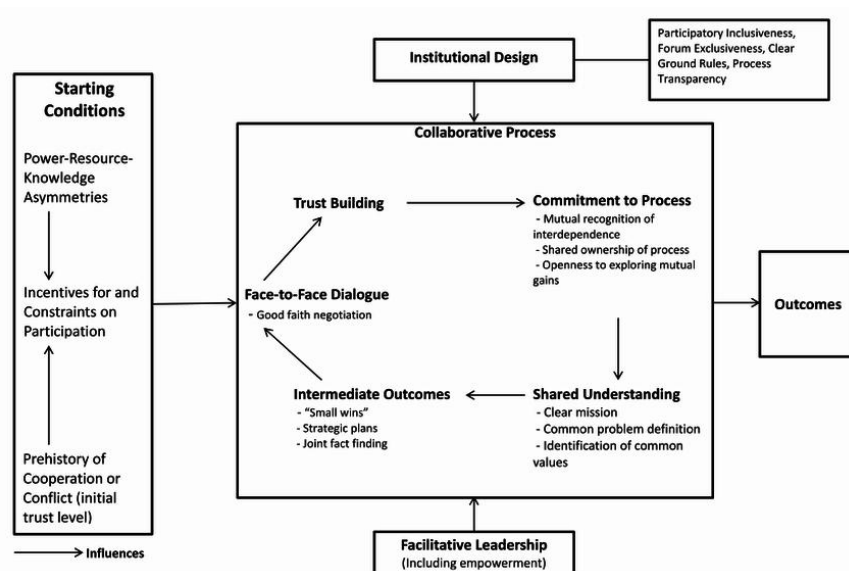 Participatory Inclusiveness,
Forum Exclusiveness, Clear
Ground Rules, Process
Transparency
Institutional Design
Starting
Conditions
Power-Resource-
Knowledge
Asymmetries
Incentives for and
Constraints on
Participation
Prehistory of
Cooperation or
Conflict (initial
trust level)
Influences
Collaborative Process
Trust Building
Commitment to Process
- Mutual recognition of
interdependence
- Shared ownership of process
- Openness to exploring mutual
gains
Face-to-Face Dialogue
- Good faith negotiation
Intermediate Outcomes
- “Small wins”
- Strategic plans
- Joint fact finding
Shared Understanding
- Clear mission
- Common problem definition
- Identification of common
values
Outcomes
Facilitative Leadership
(Including empowerment)